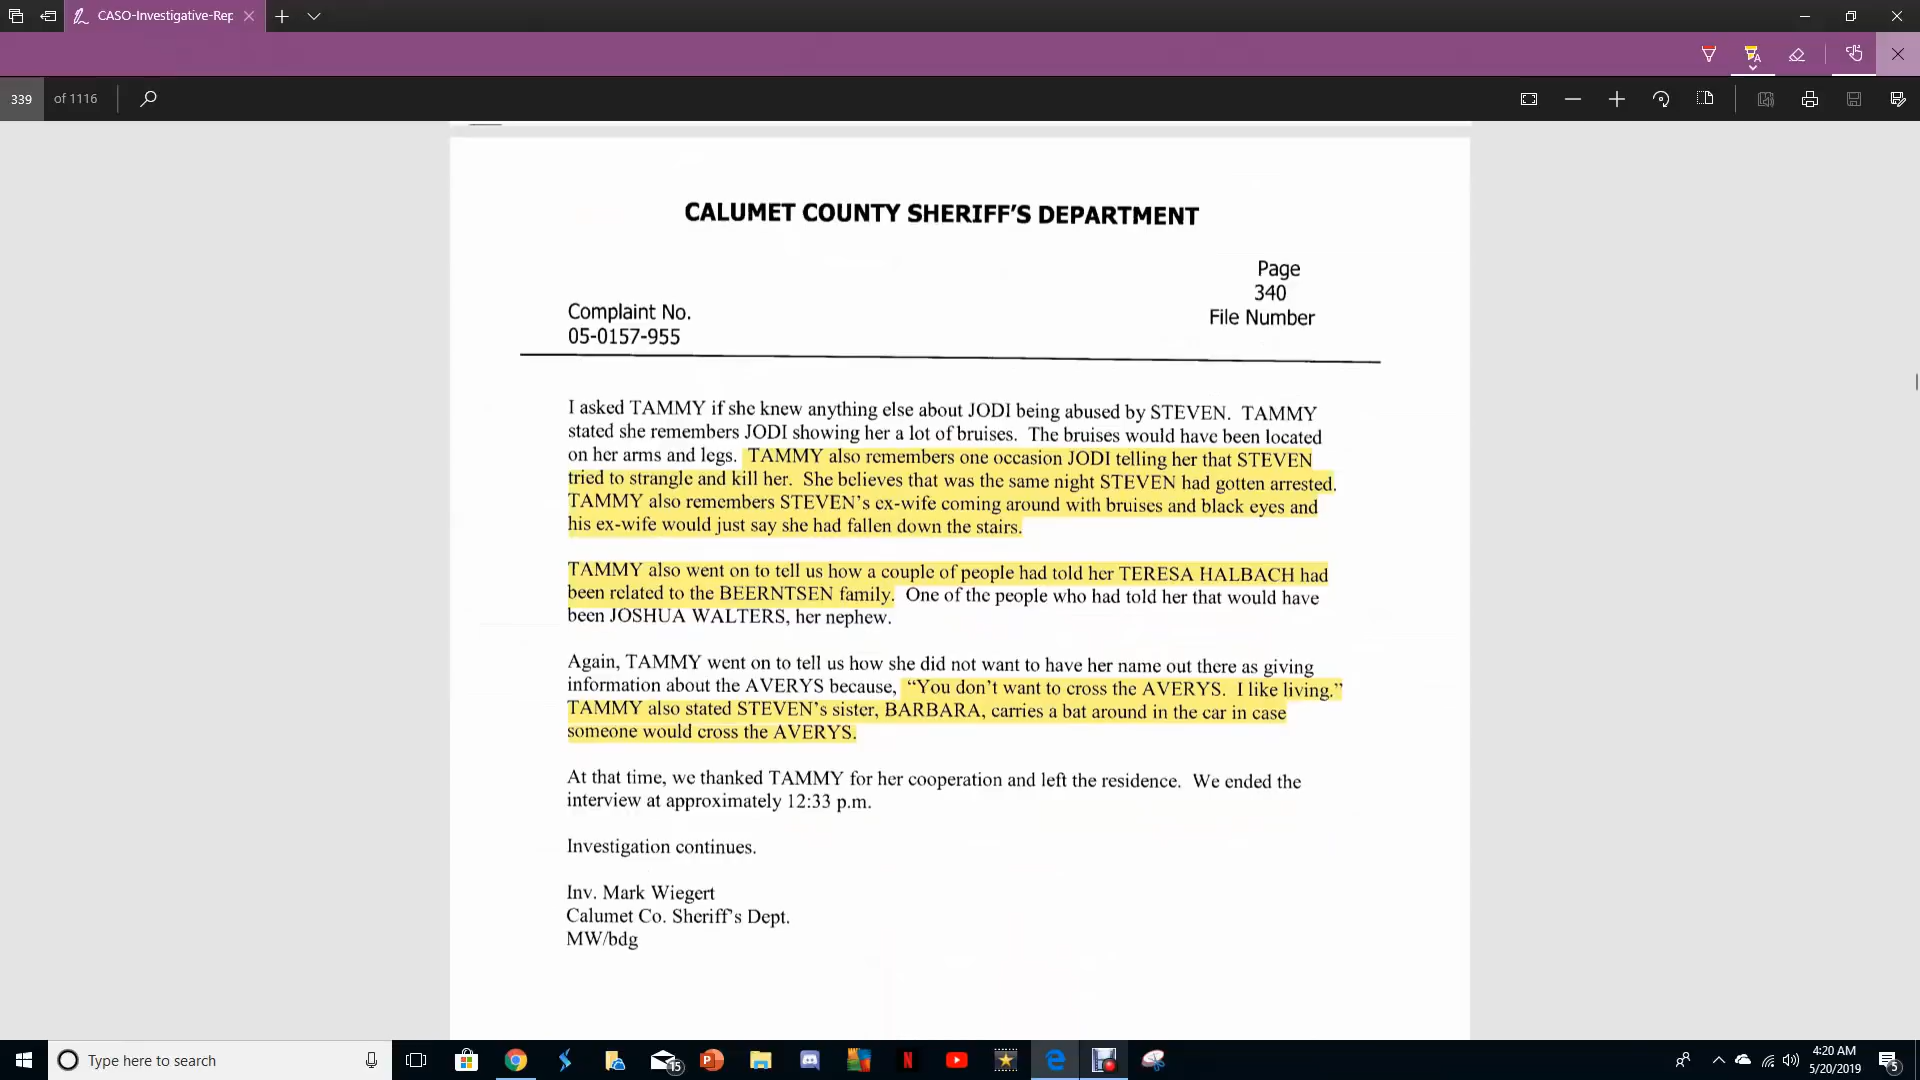 CASO-Investigative-Rep
339 of 1116
CALUMET COUNTY SHERIFF'S DEPARTMENT
Page
340
File Number
Complaint No.
05-0157-955
I asked TAMMY if she knew anything else about JODI being abused by STEVEN. TAMMY
stated she remembers JODI showing her a lot of bruises. The bruises would have been located
on her arms and legs. TAMMY also remembers one occasion JODI telling her that STEVEN
tried to strangle and kill her. She believes that was the same night STEVEN had gotten arrested.
TAMMY also remembers STEVEN's ex-wife coming around with bruises and black eyes and
his ex-wife would just say she had fallen down the stairs.
TAMMY also went on to tell us how a couple of people had told her TERESA HALBACH had
been related to the BEERNTSEN family. One of the people who had told her that would have
been JOSHUA WALTERS, her nephew.
Again, TAMMY went on to tell us how she did not want to have her name out there as giving
information about the AVERYS because, "You don't want to cross the AVERYS. I like living."
TAMMY also stated STEVEN's sister, BARBARA, carries a bat around in the car in case
someone would cross the AVERYS.
At that time, we thanked TAMMY for her cooperation and left the residence. We ended the
interview at approximately 12:33 p.m.
Investigation continues.
Inv. Mark Wiegert
Calumet Co. Sheriff's Dept.
MW/bdg
Type here to search
15
4:20 AM
5/20/2019
5